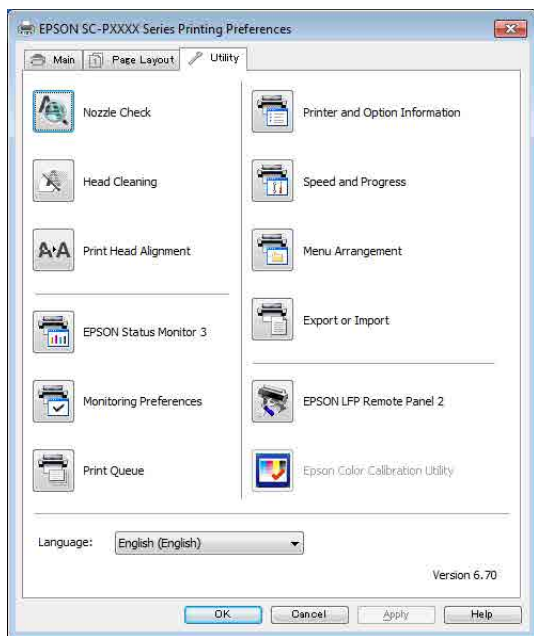 EPSON SC-PXXXX Series Printing Preferences
Main
Page Layout
Utility
Nozzle Check
Head Cleaning
A A
Print Head Alignment
EPSON Status Monitor 3
Monitoring Preferences
Print Queue
Printer and Option Information
Speed and Progress
Menu Arrangement
Export or Import
EPSON LFP Remote Panel 2
Epson Color Calibration Utility
Language: English (English)
Version 6.70
OK Cancel Apply Help